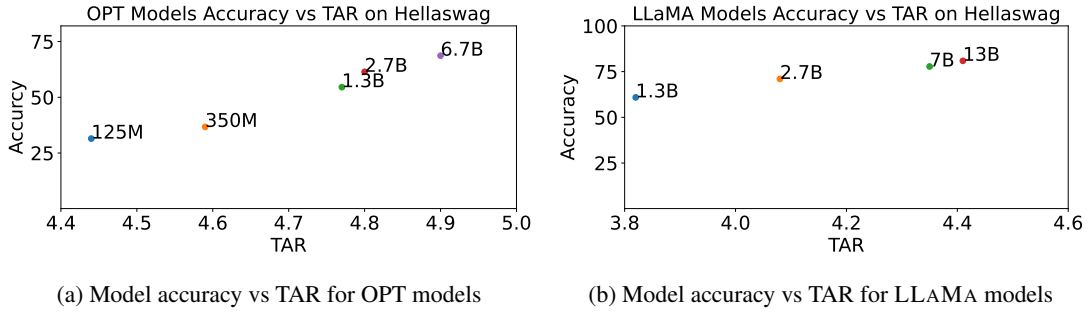 OPT Models Accuracy vs TAR on Hellaswag
75
50
25
Accurcy
125M
350M
1.3B
2.7B
6.7B
4.4 4.5 4.6 4.7 4.8 4.9 5.0
TAR
(a) Model accuracy vs TAR for OPT models
LLaMA Models Accuracy vs TAR on Hellaswag
100
75
50
25
Accuracy
1.3B
2.7B
7B
13B
3.8 4.0 4.2 4.4 4.6
TAR
(b) Model accuracy vs TAR for LLAMA models